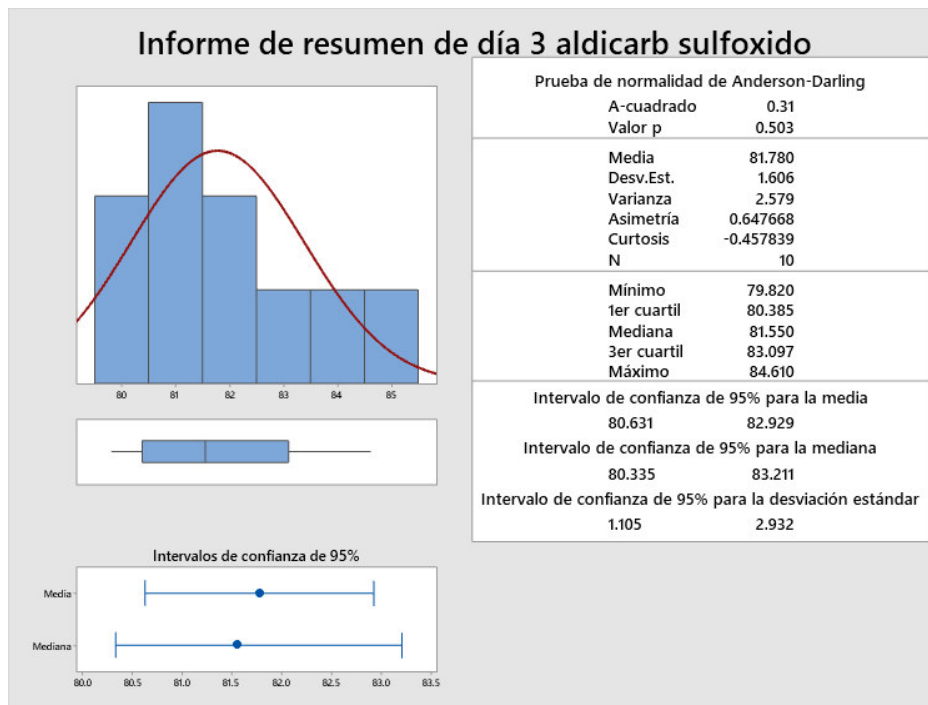 Informe de resumen de día 3 aldicarb sulfoxido
80 81 82 83 84 85
Intervalos de confianza de 95%
Media
Mediana
80.0 80.5 81.0 81.5 82.0 82.5 83.0 83.5
Prueba de normalidad de Anderson-Darling
A-cuadrado 0.31
Valor p 0.503
Media 81.780
Desv.Est. 1.606
Varianza 2.579
Asimetría 0.647668
Curtosis -0.457839
N 10
Mínimo 79.820
1er cuartil 80.385
Mediana 81.550
3er cuartil 83.097
Máximo 84.610
Intervalo de confianza de 95% para la media
80.631 82.929
Intervalo de confianza de 95% para la mediana
80.335 83.211
Intervalo de confianza de 95% para la desviación estándar
1.105 2.932